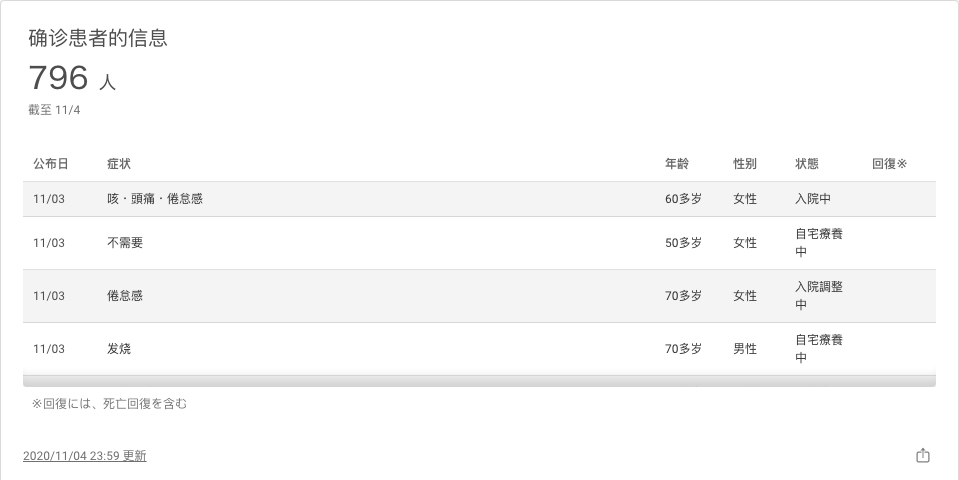 确诊患者的信息
796 人
截至 11/4
公布日 症状 年龄 性别 状態 回復※
11/03 咳・頭痛・倦怠感 60多岁 女性 入院中
11/03 不需要 50多岁 女性 自宅療養
中
11/03 倦怠感 70多岁 女性 入院調整
中
11/03 发烧 70多岁 男性 自宅療養
中
※回復には、死亡回復を含む
2020/11/04 23:59 更新